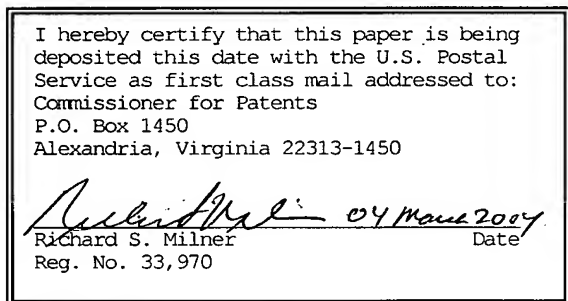 I hereby certify that this paper is being
deposited this date with the U.S. Postal
Service as first class mail addressed to:
Commissioner for Patents
P.O. Box 1450
Alexandria, Virginia 22313-1450
04 March 2004
Richard S. Milner Date
Reg. No. 33,970